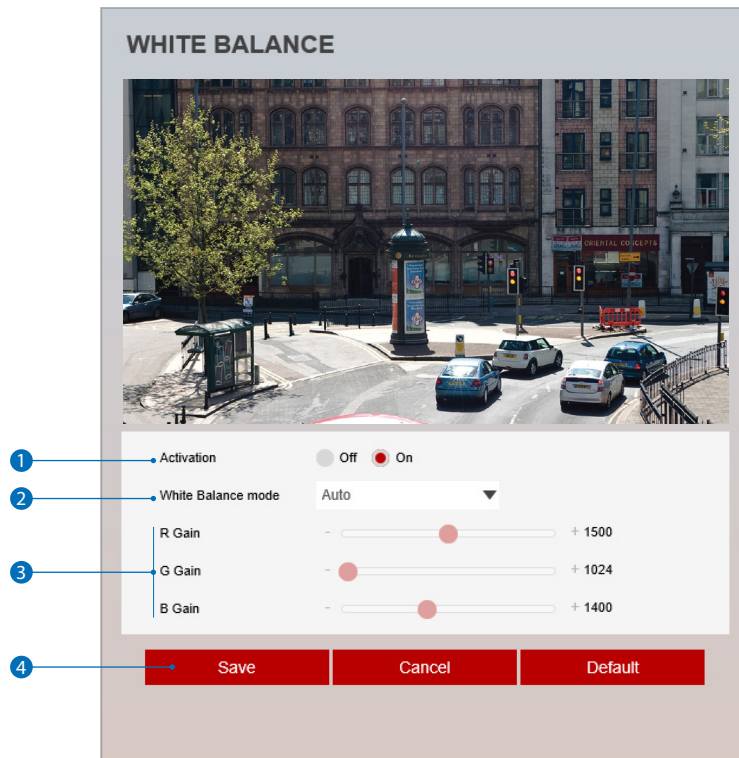 WHITE BALANCE
ORIENTAL CONCEPTS
1 Activation Off On
2 White Balance mode Auto
R Gain - + 1500
3 G Gain - + 1024
B Gain - + 1400
4 Save Cancel Default